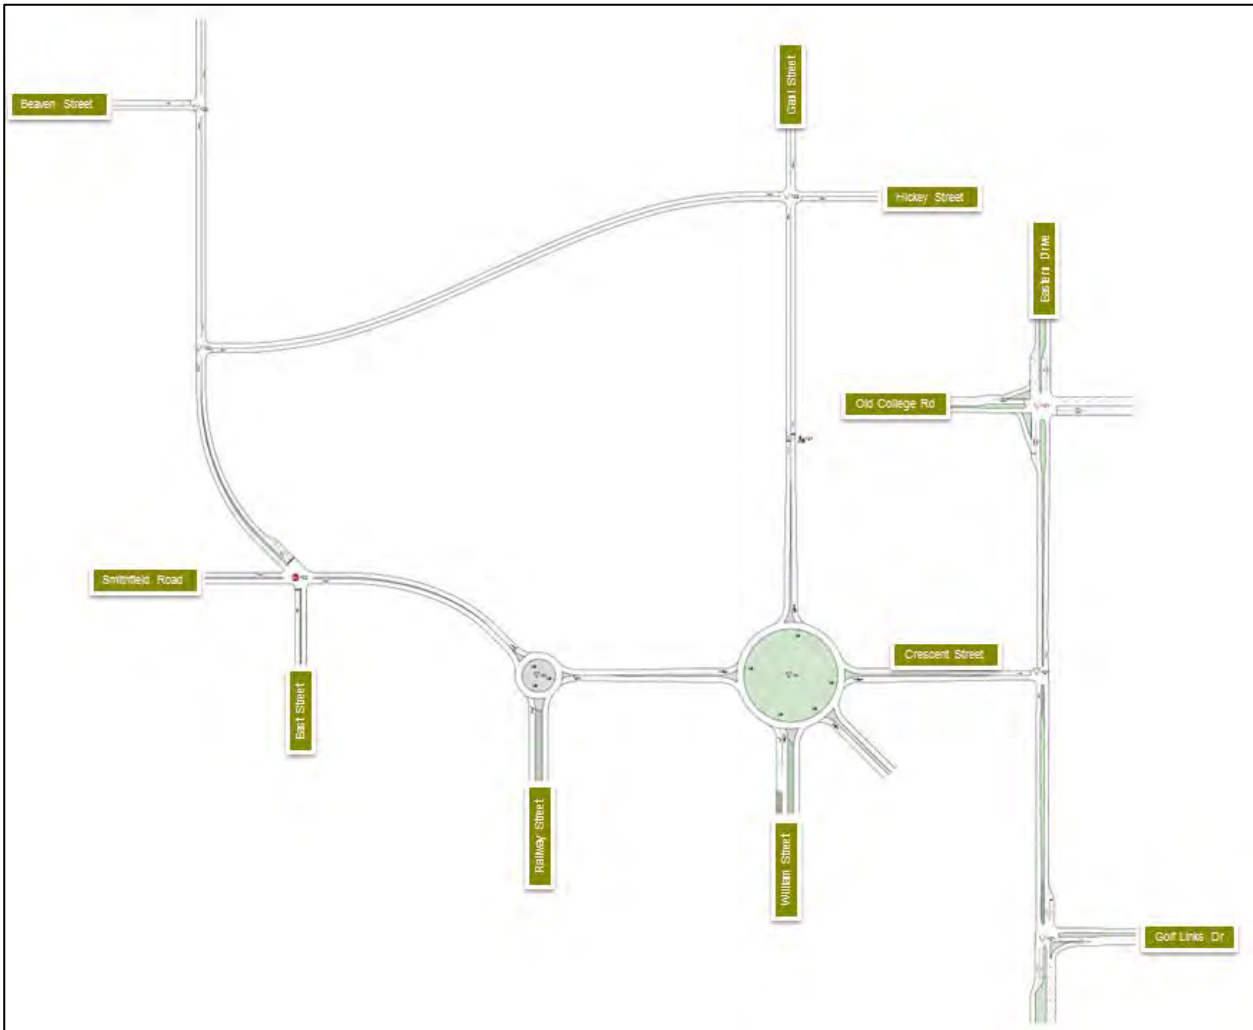 Gaul Street
Beaven Street
Hickey Street
Eastern Drive
Old College Rd
Smithfield Road
Crescent Street
East Street
Railway Street
William Street
Golf Links Dr